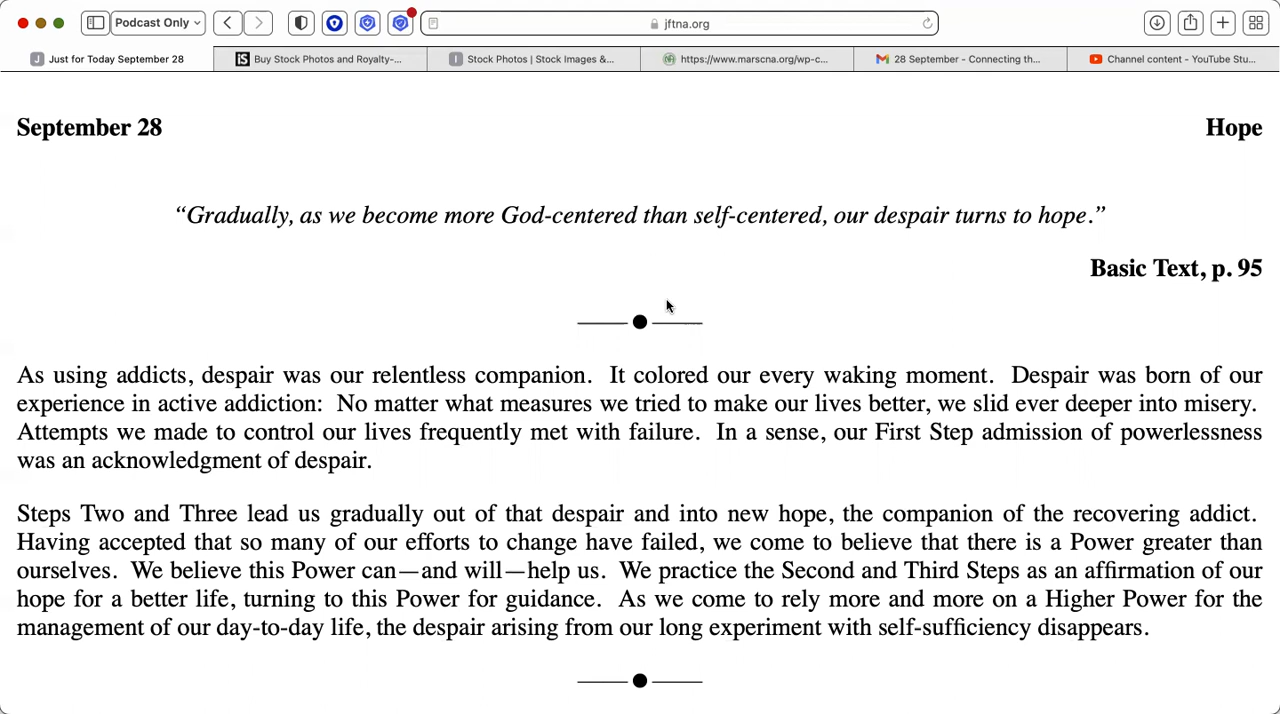 Podcast Only
jftna.org
Just for Today September 28
Buy Stock Photos and Royalty-...
Stock Photos | Stock Images &...
https://www.marscna.org/wp-c...
28 September - Connecting th...
Channel content - YouTube Stu...
September 28
Hope
“Gradually, as we become more God-centered than self-centered, our despair turns to hope.”
Basic Text, p. 95
As using addicts, despair was our relentless companion. It colored our every waking moment. Despair was born of our
experience in active addiction: No matter what measures we tried to make our lives better, we slid ever deeper into misery.
Attempts we made to control our lives frequently met with failure. In a sense, our First Step admission of powerlessness
was an acknowledgment of despair.
Steps Two and Three lead us gradually out of that despair and into new hope, the companion of the recovering addict.
Having accepted that so many of our efforts to change have failed, we come to believe that there is a Power greater than
ourselves. We believe this Power can—and will—help us. We practice the Second and Third Steps as an affirmation of our
hope for a better life, turning to this Power for guidance. As we come to rely more and more on a Higher Power for the
management of our day-to-day life, the despair arising from our long experiment with self-sufficiency disappears.